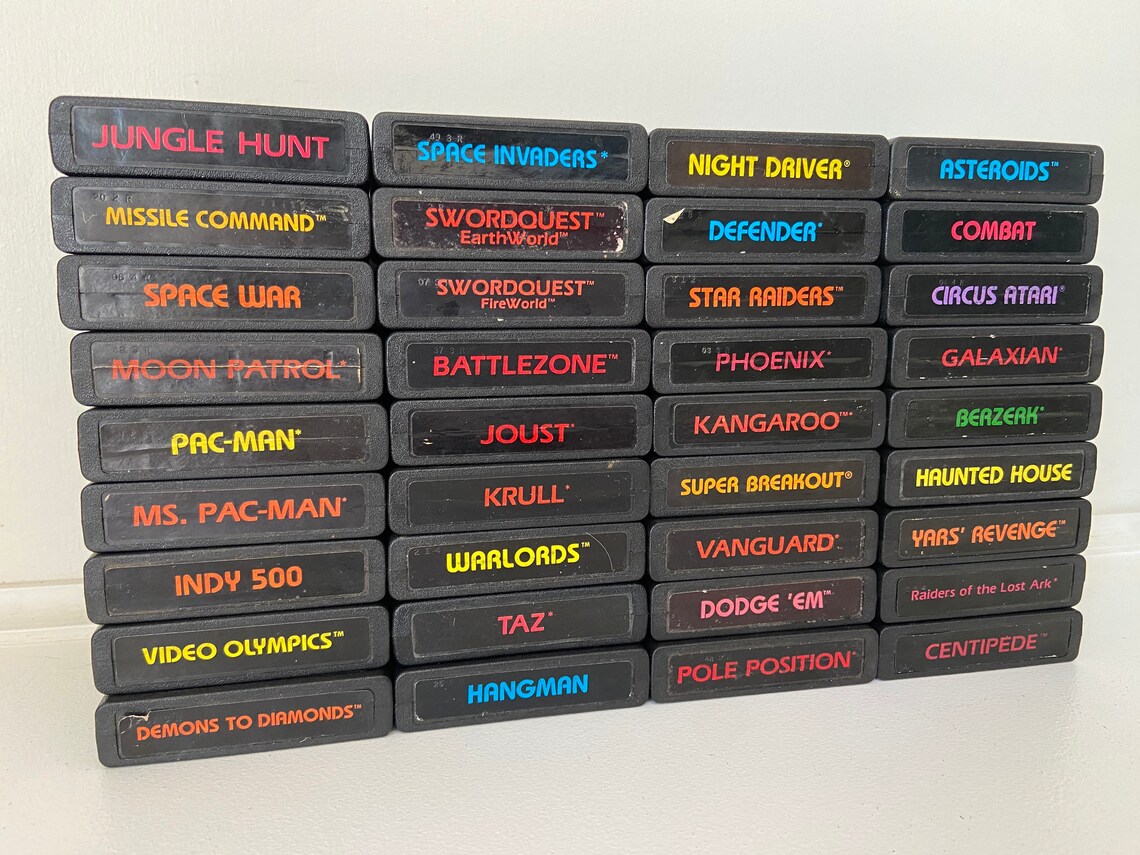 JUNGLE HUNT
MISSILE COMMAND™
SPACE WAR
MOON PATROL*
PAC-MAN*
MS. PAC-MAN*
INDY 500
VIDEO OLYMPICS™
DEMONS TO DIAMONDS™
SPACE INVADERS*
SWORDQUEST™
EarthWorld™
SWORDQUEST™
FireWorld™
BATTLEZONE™
JOUST*
KRULL*
WARLORDS™
TAZ*
HANGMAN
NIGHT DRIVER®
DEFENDER*
STAR RAIDERS™
PHOENIX*
KANGAROO™*
SUPER BREAKOUT®
VANGUARD*
DODGE 'EM™
POLE POSITION*
ASTEROIDS™
COMBAT
CIRCUS ATARI®
GALAXIAN*
BERZERK*
HAUNTED HOUSE
YARS' REVENGE™
Raiders of the Lost Ark*
CENTIPEDE™